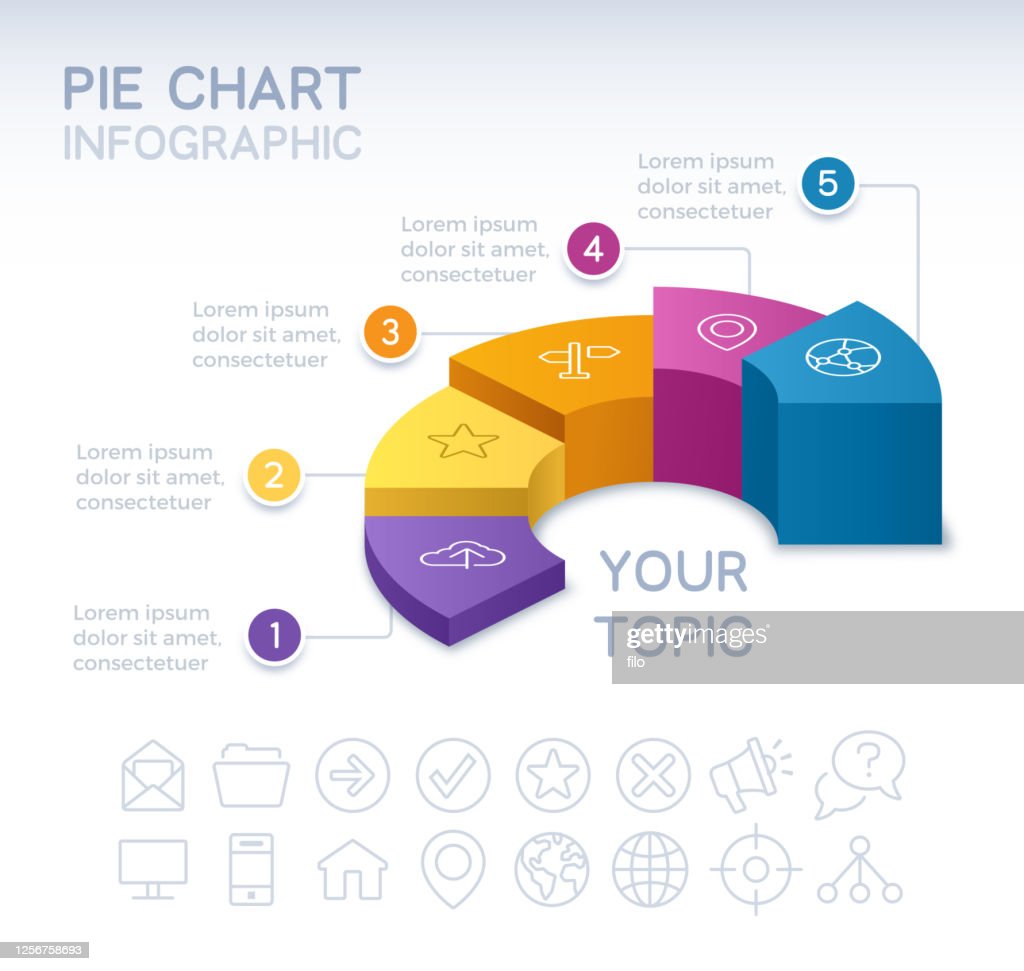 PIE CHART
INFOGRAPHIC
Lorem ipsum
dolor sit amet,
consectetuer
5
Lorem ipsum
dolor sit amet,
consectetuer
4
Lorem ipsum
dolor sit amet,
consectetuer
3
Lorem ipsum
dolor sit amet,
consectetuer
2
Lorem ipsum
dolor sit amet,
consectetuer
1
YOUR
TOPIC
gettyimages
filo
?
Credit: filo
1256758693